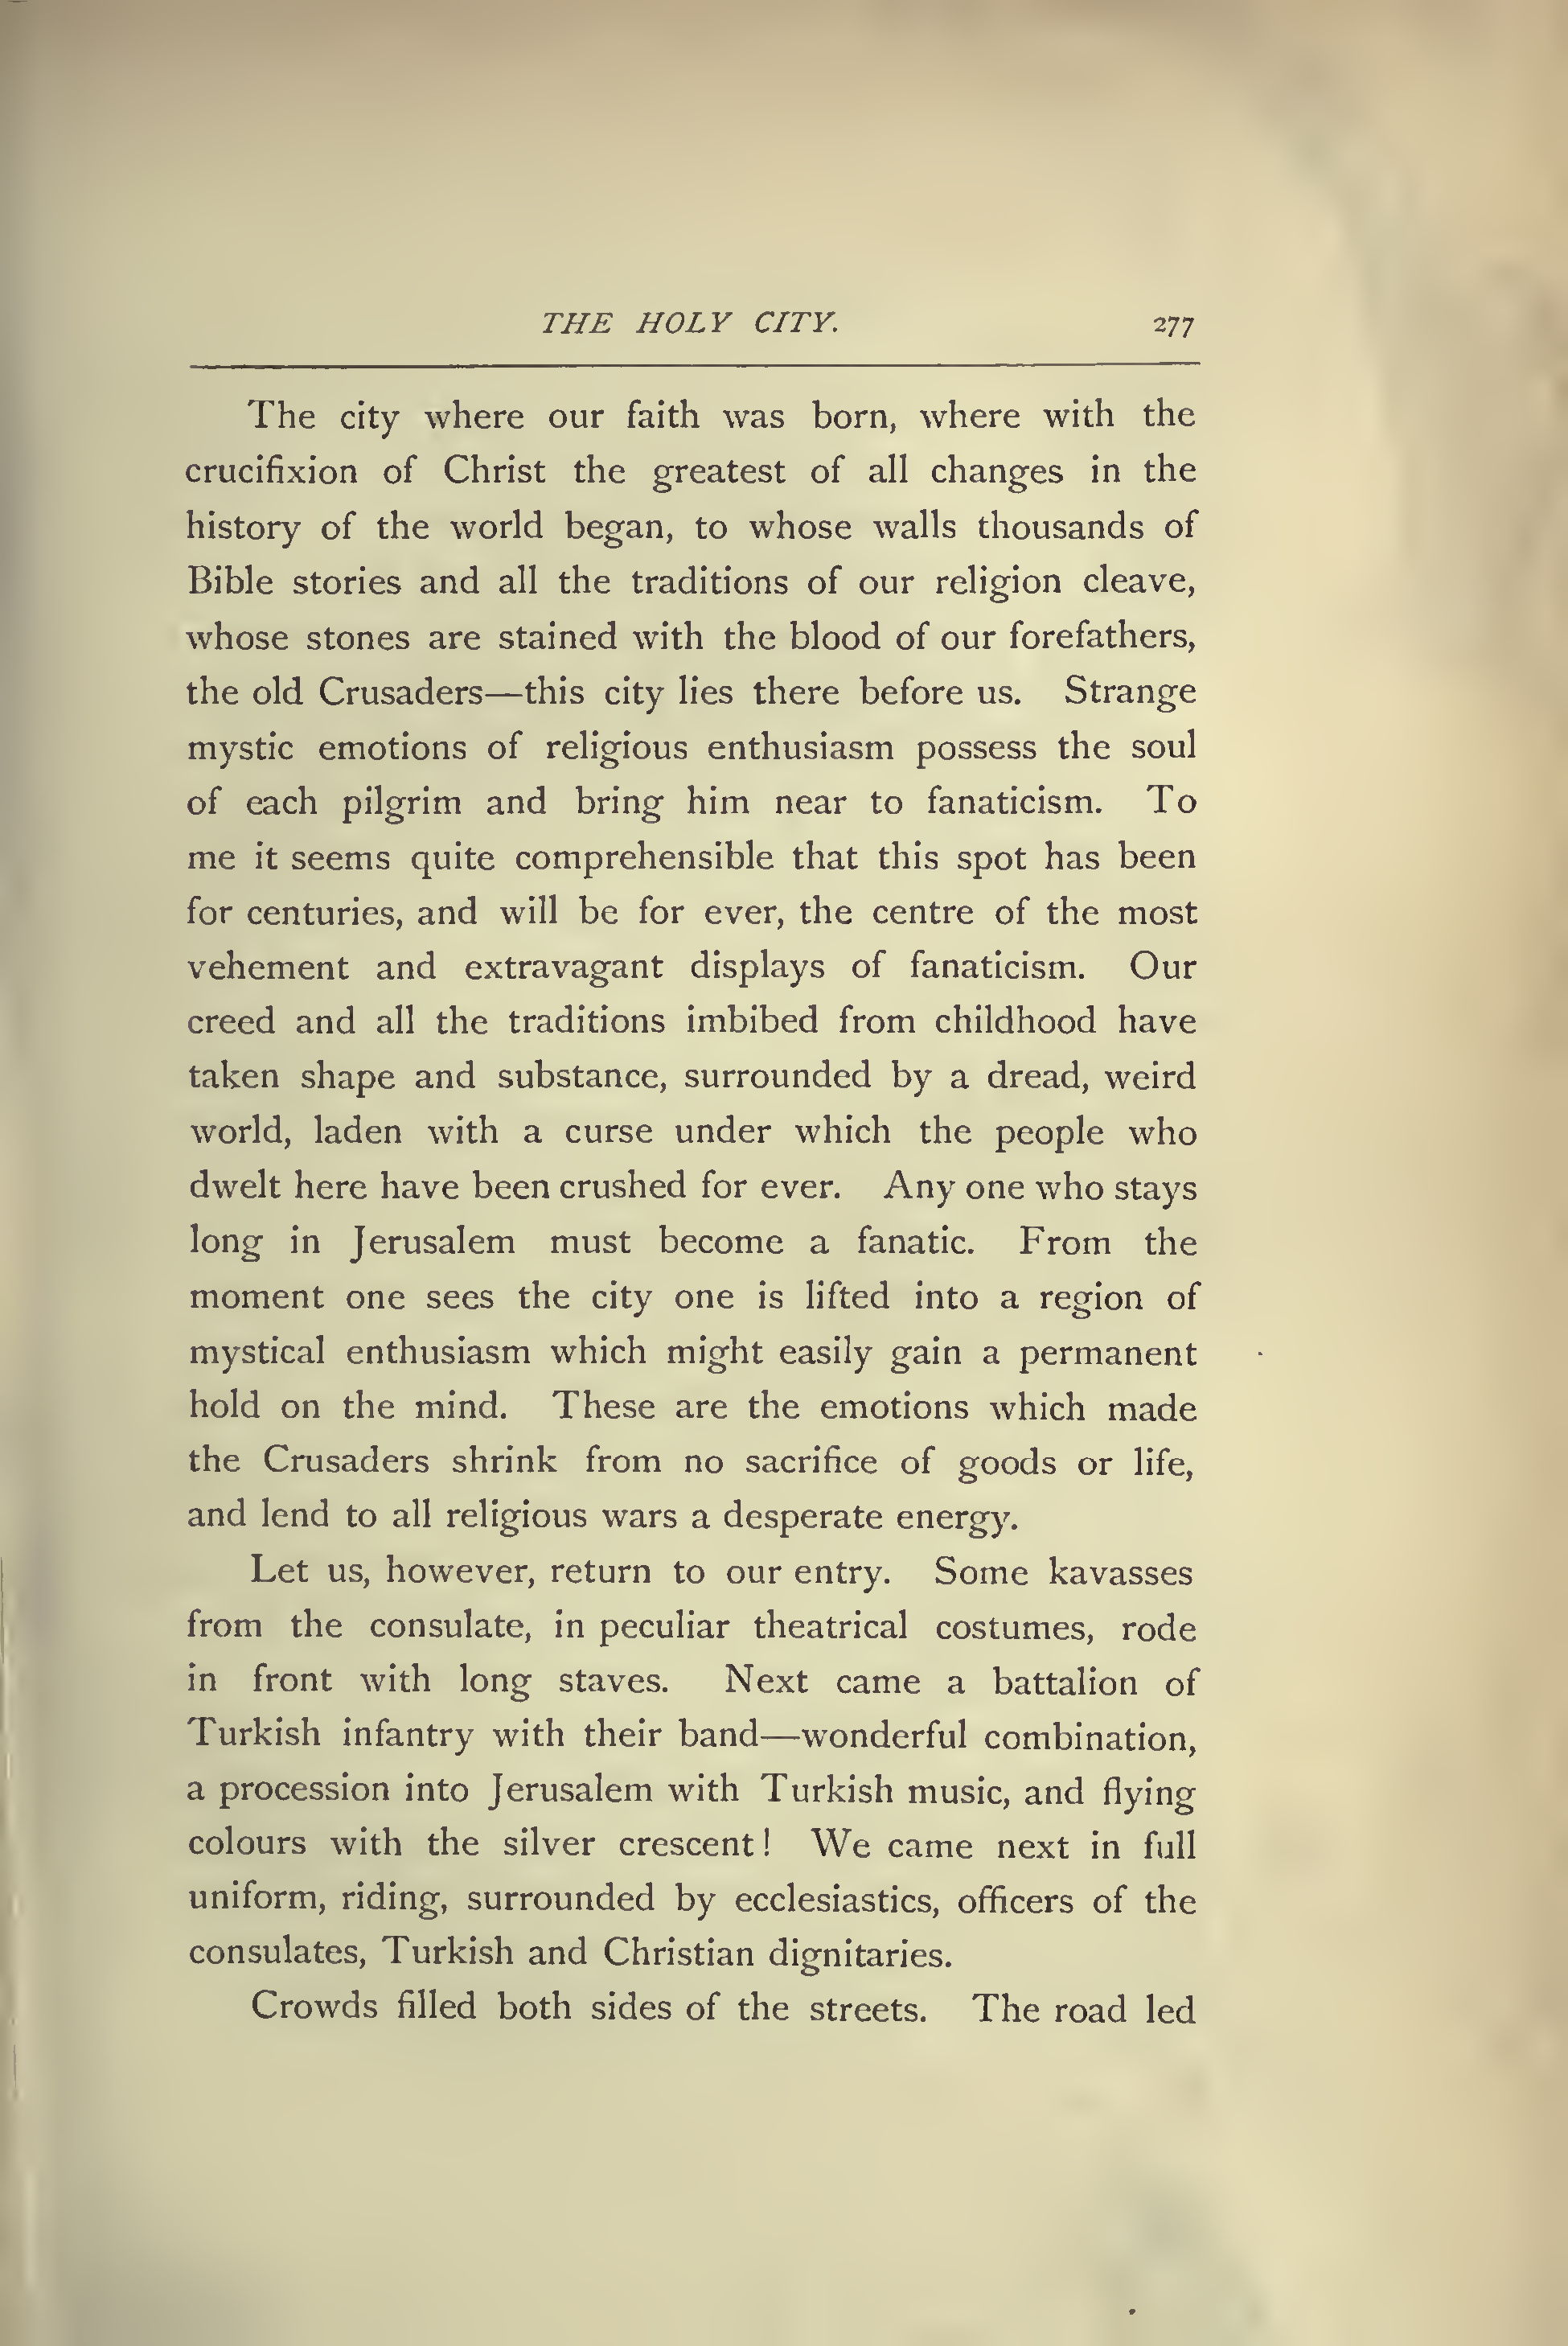 THE HOLY CITY. 277
The city where our faith was born, where with the
crucifixion of Christ the greatest of all changes in the
history of the world began, to whose walls thousands of
Bible stories and all the traditions of our religion cleave,
whose stones are stained with the blood of our forefathers,
the old Crusaders—this city lies there before us. Strange
mystic emotions of religious enthusiasm possess the soul
of each pilgrim and bring him near to fanaticism. To
me it seems quite comprehensible that this spot has been
for centuries, and will be for ever, the centre of the most
vehement and extravagant displays of fanaticism. Our
creed and all the traditions imbibed from childhood have
taken shape and substance, surrounded by a dread, weird
world, laden with a curse under which the people who
dwelt here have been crushed for ever. Any one who stays
long in Jerusalem must become a fanatic. From the
moment one sees the city one is lifted into a region of
mystical enthusiasm which might easily gain a permanent
hold on the mind. These are the emotions which made
the Crusaders shrink from no sacrifice of goods or life,
and lend to all religious wars a desperate energy.
Let us, however, return to our entry. Some kavasses
from the consulate, in peculiar theatrical costumes, rode
in front with long staves. Next came a battalion of
Turkish infantry with their band—wonderful combination,
a procession into Jerusalem with Turkish music, and flying
colours with the silver crescent! We came next in full
uniform, riding, surrounded by ecclesiastics, officers of the
consulates, Turkish and Christian dignitaries.
Crowds filled both sides of the streets. The road led